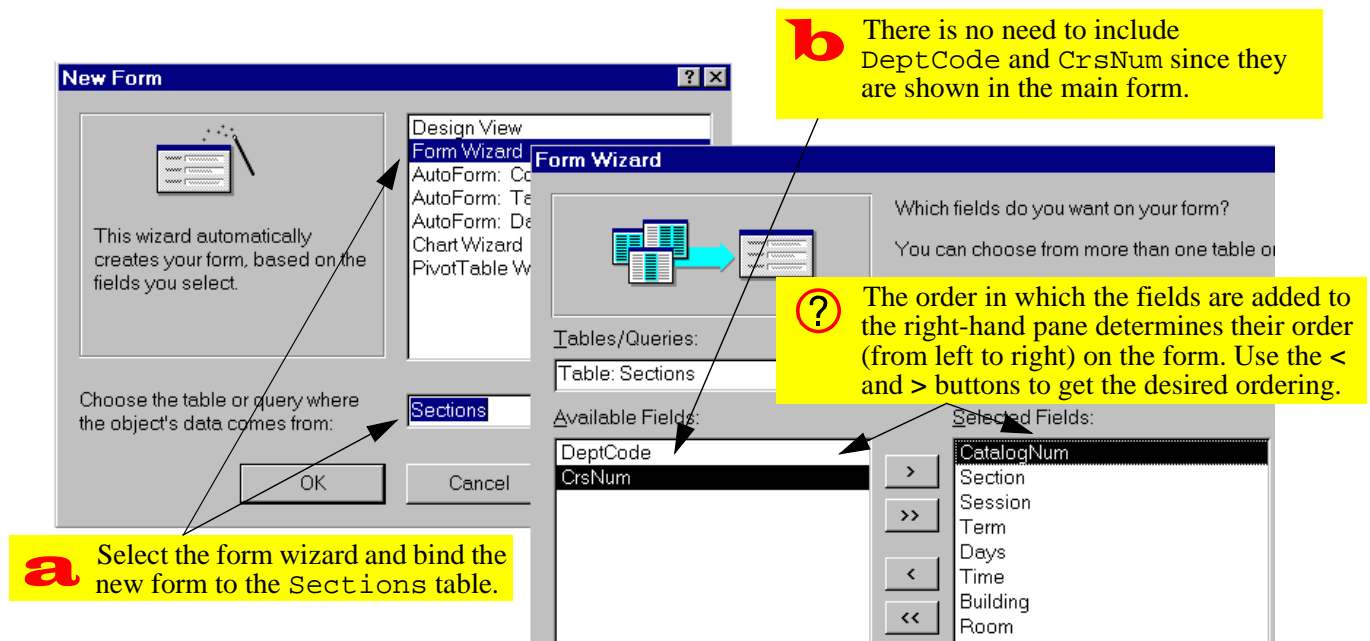 b
There is no need to include
DeptCode and CrsNum since they
are shown in the main form.
New Form
Design View
Form Wizard
AutoForm: Co
AutoForm: Ta
AutoForm: Da
Chart Wizard
PivotTable W
This wizard automatically
creates your form, based on the
fields you select.
Choose the table or query where
the object's data comes from:
Sections
OK
Cancel
a
Select the form wizard and bind the
new form to the Sections table.
Form Wizard
Which fields do you want on your form?
You can choose from more than one table or
?
The order in which the fields are added to
the right-hand pane determines their order
(from left to right) on the form. Use the <
and > buttons to get the desired ordering.
Tables/Queries:
Table: Sections
Available Fields:
DeptCode
CrsNum
>
>>
<
<<
Selected Fields:
CatalogNum
Section
Session
Term
Days
Time
Building
Room